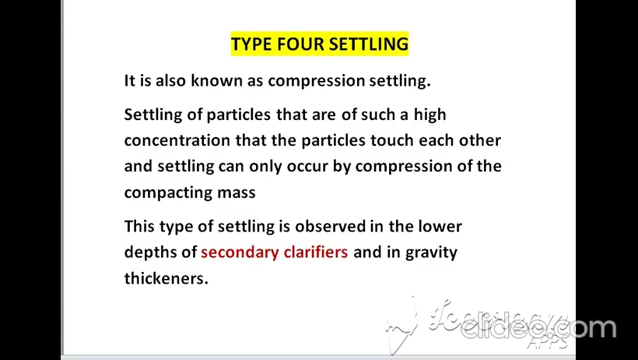 TYPE FOUR SETTLING
It is also known as compression settling.
Settling of particles that are of such a high
concentration that the particles touch each other
and settling can only occur by compression of the
compacting mass
This type of settling is observed in the lower
depths of secondary clarifiers and in gravity
thickeners.
clideo.com
APPS